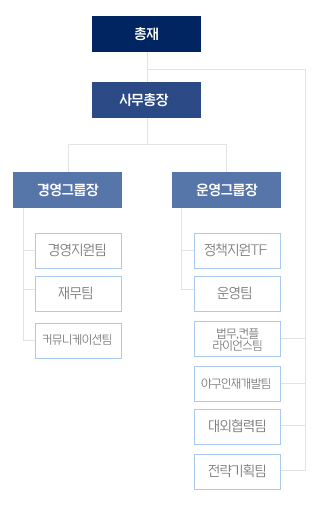 총재
사무총장
경영그룹장
운영그룹장
경영지원팀
재무팀
커뮤니케이션팀
정책지원TF
운영팀
법무,컨플
라이언스팀
야구인재개발팀
대외협력팀
전략기획팀